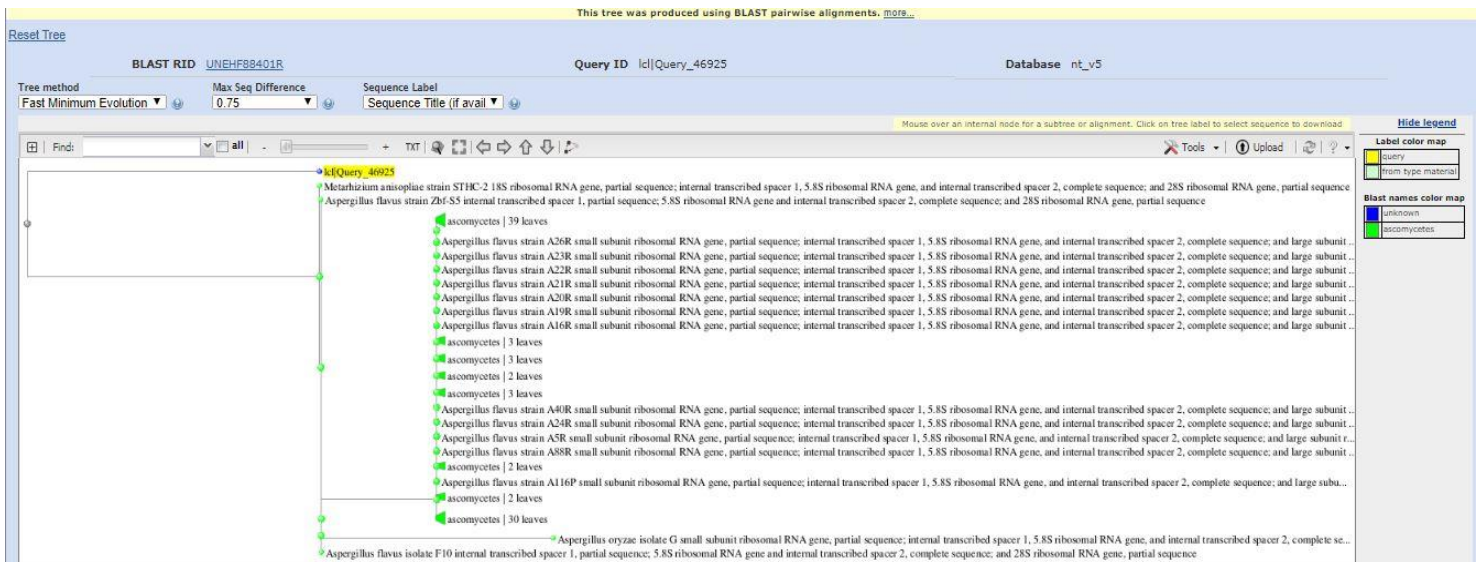 This tree was produced using BLAST pairwise alignments. more...
Reset Tree
BLAST RID UNEHF88401R Query ID lcl|Query_46925 Database nt_v5
Tree method Max Seq Difference Sequence Label
Fast Minimum Evolution ▼ 0.75 ▼ Sequence Title (if avail ▼
Mouse over an internal node for a subtree or alignment. Click on tree label to select sequence to download
Hide legend
Find: all - + TXT Tools Upload ?
Label color map
query
from type material
Blast names color map
unknown
ascomycetes
lcl|Query_46925
Metarhizium anisopliae strain STHC-2 18S ribosomal RNA gene, partial sequence; internal transcribed spacer 1, 5.8S ribosomal RNA gene, and internal transcribed spacer 2, complete sequence; and 28S ribosomal RNA gene, partial sequence
Aspergillus flavus strain Zbf-S5 internal transcribed spacer 1, partial sequence; 5.8S ribosomal RNA gene and internal transcribed spacer 2, complete sequence; and 28S ribosomal RNA gene, partial sequence
ascomycetes | 39 leaves
Aspergillus flavus strain A26R small subunit ribosomal RNA gene, partial sequence; internal transcribed spacer 1, 5.8S ribosomal RNA gene, and internal transcribed spacer 2, complete sequence; and large subunit ...
Aspergillus flavus strain A23R small subunit ribosomal RNA gene, partial sequence; internal transcribed spacer 1, 5.8S ribosomal RNA gene, and internal transcribed spacer 2, complete sequence; and large subunit ...
Aspergillus flavus strain A22R small subunit ribosomal RNA gene, partial sequence; internal transcribed spacer 1, 5.8S ribosomal RNA gene, and internal transcribed spacer 2, complete sequence; and large subunit ...
Aspergillus flavus strain A21R small subunit ribosomal RNA gene, partial sequence; internal transcribed spacer 1, 5.8S ribosomal RNA gene, and internal transcribed spacer 2, complete sequence; and large subunit ...
Aspergillus flavus strain A20R small subunit ribosomal RNA gene, partial sequence; internal transcribed spacer 1, 5.8S ribosomal RNA gene, and internal transcribed spacer 2, complete sequence; and large subunit ...
Aspergillus flavus strain A19R small subunit ribosomal RNA gene, partial sequence; internal transcribed spacer 1, 5.8S ribosomal RNA gene, and internal transcribed spacer 2, complete sequence; and large subunit ...
Aspergillus flavus strain A16R small subunit ribosomal RNA gene, partial sequence; internal transcribed spacer 1, 5.8S ribosomal RNA gene, and internal transcribed spacer 2, complete sequence; and large subunit ...
ascomycetes | 3 leaves
ascomycetes | 3 leaves
ascomycetes | 2 leaves
ascomycetes | 3 leaves
Aspergillus flavus strain A40R small subunit ribosomal RNA gene, partial sequence; internal transcribed spacer 1, 5.8S ribosomal RNA gene, and internal transcribed spacer 2, complete sequence; and large subunit ...
Aspergillus flavus strain A24R small subunit ribosomal RNA gene, partial sequence; internal transcribed spacer 1, 5.8S ribosomal RNA gene, and internal transcribed spacer 2, complete sequence; and large subunit ...
Aspergillus flavus strain A5R small subunit ribosomal RNA gene, partial sequence; internal transcribed spacer 1, 5.8S ribosomal RNA gene, and internal transcribed spacer 2, complete sequence; and large subunit r...
Aspergillus flavus strain A88R small subunit ribosomal RNA gene, partial sequence; internal transcribed spacer 1, 5.8S ribosomal RNA gene, and internal transcribed spacer 2, complete sequence; and large subunit ...
ascomycetes | 2 leaves
Aspergillus flavus strain A116P small subunit ribosomal RNA gene, partial sequence; internal transcribed spacer 1, 5.8S ribosomal RNA gene, and internal transcribed spacer 2, complete sequence; and large subu...
ascomycetes | 2 leaves
ascomycetes | 30 leaves
Aspergillus oryzae isolate G small subunit ribosomal RNA gene, partial sequence; internal transcribed spacer 1, 5.8S ribosomal RNA gene, and internal transcribed spacer 2, complete se...
Aspergillus flavus isolate F10 internal transcribed spacer 1, partial sequence; 5.8S ribosomal RNA gene and internal transcribed spacer 2, complete sequence; and 28S ribosomal RNA gene, partial sequence